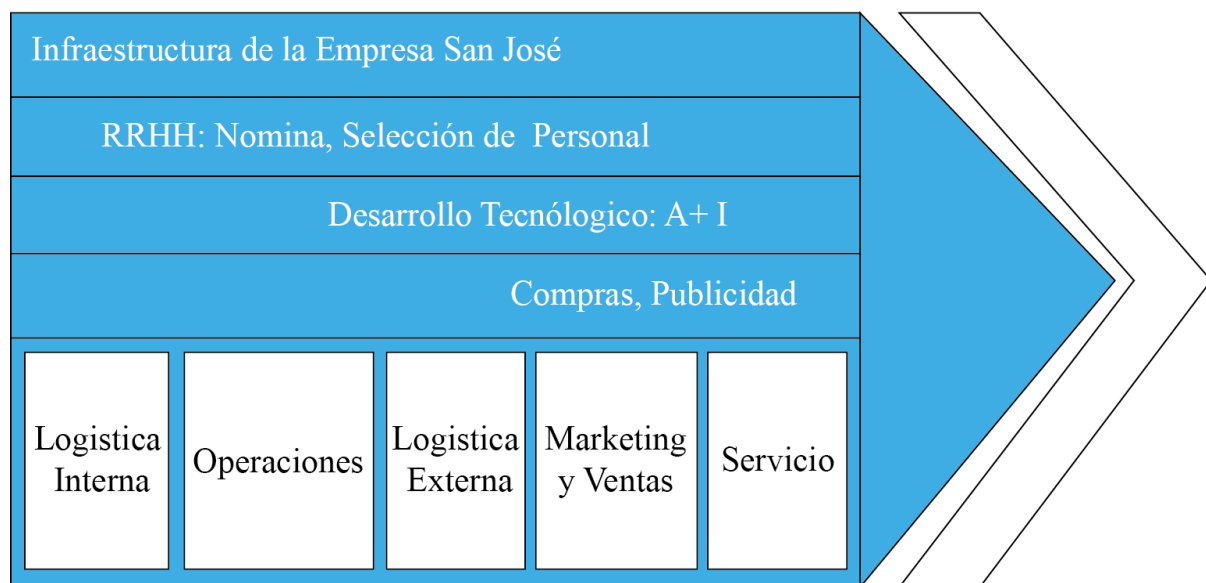 Infraestructura de la Empresa San José
RRHH: Nomina, Selección de Personal
Desarrollo Tecnólogico: A+ I
Compras, Publicidad
Logistica
Interna
Operaciones
Logistica
Externa
Marketing
y Ventas
Servicio